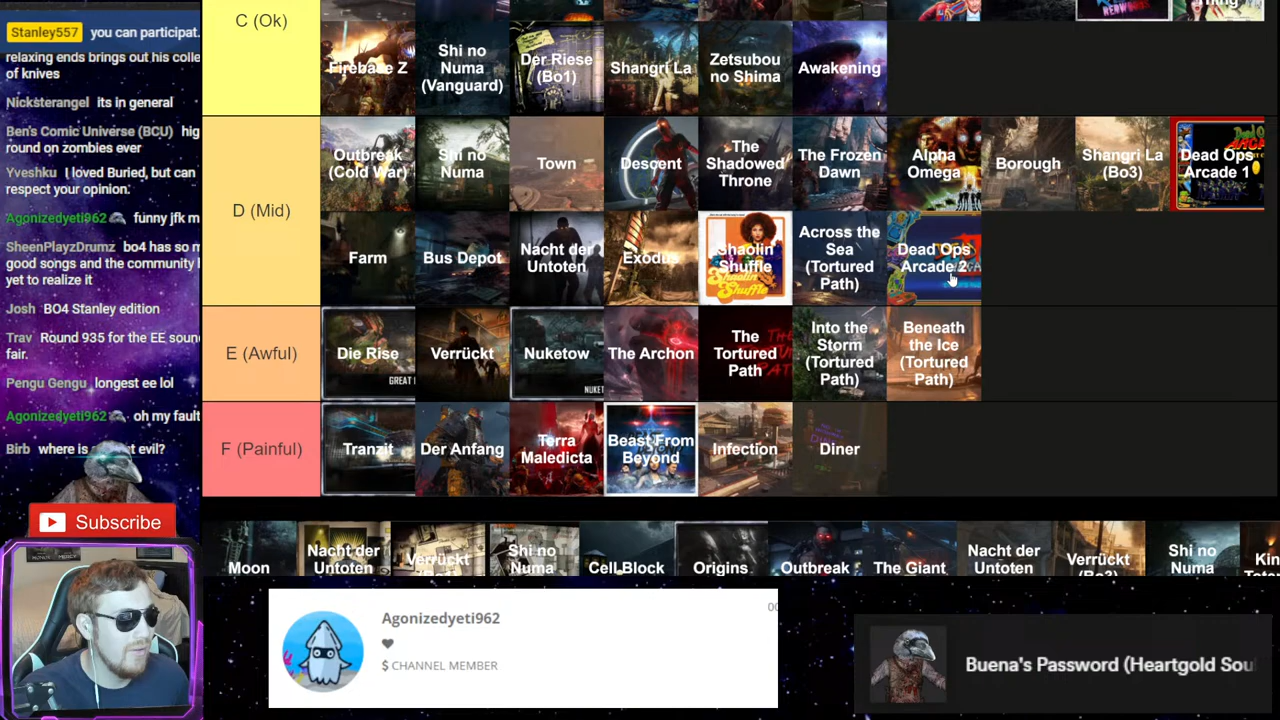 Stanley557 you can participat.
relaxing ends brings out his colle
of knives
Nicksterangel its in general
Ben's Comic Universe (BCU) hig
round on zombies ever
Yveshku I loved Buried, but can
respect your opinion.
Agonizedyeti962 funny jfk m
SheenPlayzDrumz bo4 has so m
good songs and the community l
yet to realize it
Josh BO4 Stanley edition
Trav Round 935 for the EE soun
fair.
Pengu Gengu longest ee lol
Agonizedyeti962 oh my fault
Birb where is
t evil?
Subscribe
C (Ok)
Firebase Z
Shi no
Numa
(Vanguard)
Der Riese
(Bo1)
Shangri La
Zetsubou
no Shima
Awakening
D (Mid)
Outbreak
(Cold War)
Shi no
Numa
Town
Descent
The
Shadowed
Throne
The Frozen
Dawn
Alpha
Omega
Borough
Shangri La
(Bo3)
Dead Ops
Arcade 1
Farm
Bus Depot
Nacht der
Untoten
Exodus
Shaolin
Shuffle
Across the
Sea
(Tortured
Path)
Dead Ops
Arcade 2
E (Awful)
Die Rise
Verrückt
Nuketow
The Archon
The
Tortured
Path
Into the
Storm
(Tortured
Path)
Beneath
the Ice
(Tortured
Path)
F (Painful)
Tranzit
Der Anfang
Terra
Maledicta
Beast From
Beyond
Infection
Diner
Moon
Nacht der
Untoten
Verrückt
Shi no
Numa
Cell Block
Origins
Outbreak
The Giant
Nacht der
Untoten
Verrückt
(Bo3)
Shi no
Numa
Kin
Agonizedyeti962
$ CHANNEL MEMBER
Buena's Password (Heartgold Sou